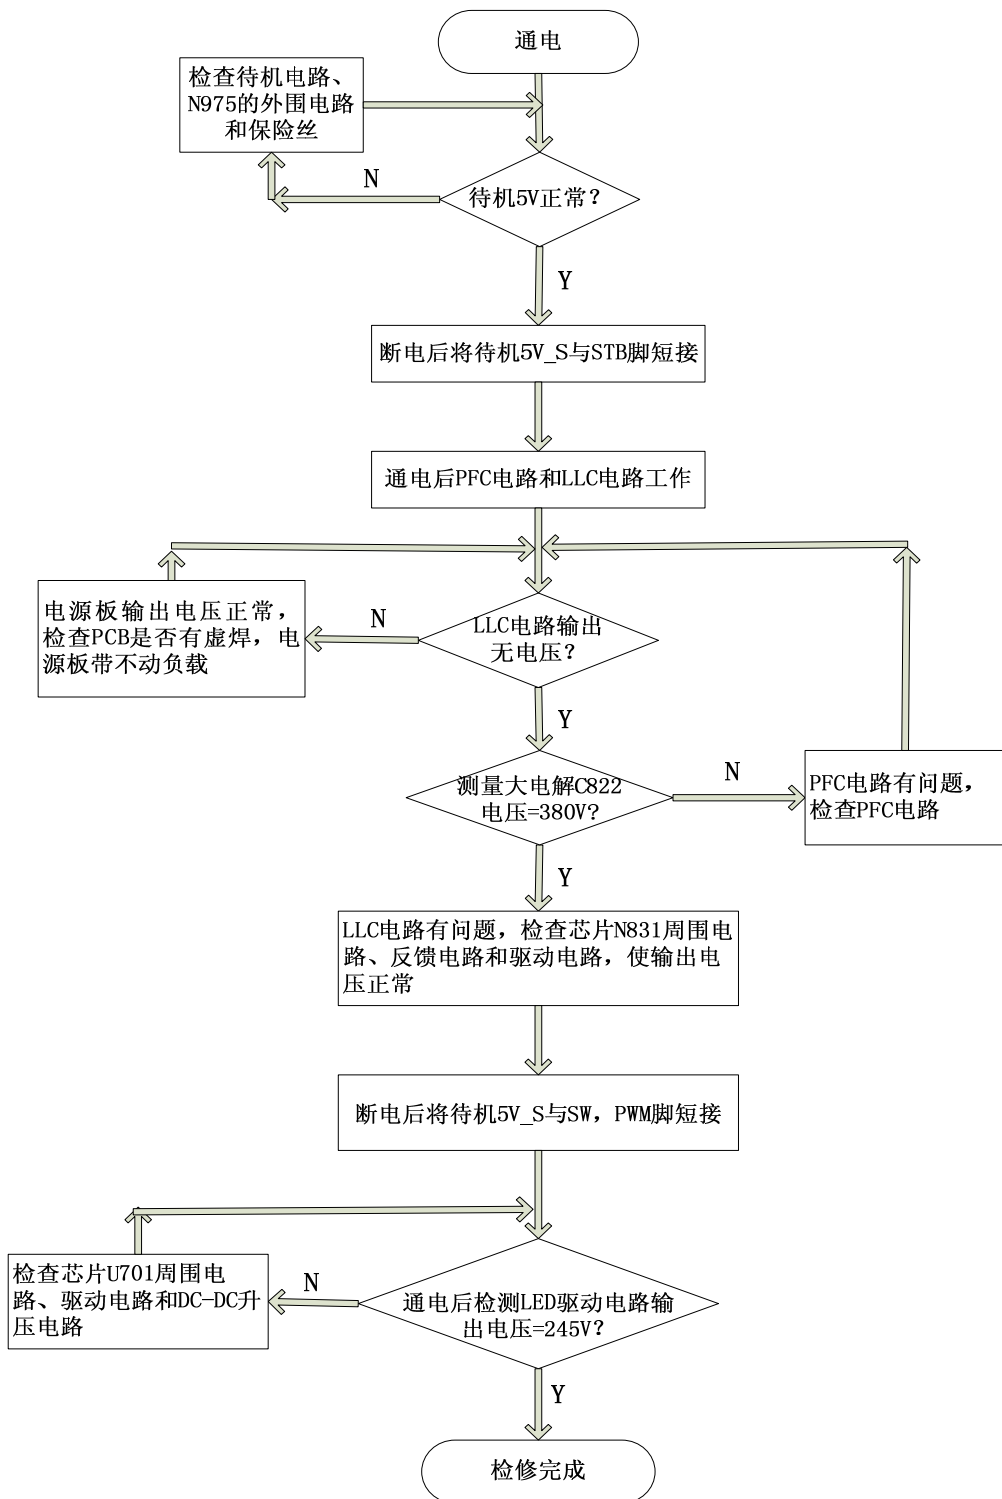 通电
检查待机电路、
N975的外围电路
和保险丝
N
待机5V正常？
Y
断电后将待机5V_S与STB脚短接
通电后PFC电路和LLC电路工作
电源板输出电压正常，
检查PCB是否有虚焊，电
源板带不动负载
N
LLC电路输出
无电压？
Y
测量大电解C822
电压=380V？
N
PFC电路有问题，
检查PFC电路
Y
LLC电路有问题，检查芯片N831周围电
路、反馈电路和驱动电路，使输出电
压正常
断电后将待机5V_S与SW，PWM脚短接
检查芯片U701周围电
路、驱动电路和DC-DC升
压电路
N
通电后检测LED驱动电路输
出电压=245V？
Y
检修完成